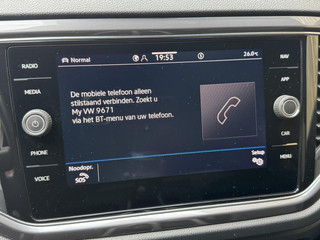 RADIO
MEDIA
PHONE
VOICE
Normal
19:53
26.0
De mobiele telefoon alleen
stilstaand verbinden. Zoekt u
My VW 9671
via het BT-menu van uw telefoon.
Noodopr.
SOS
Setup
NAV
APP
CAR
MENU